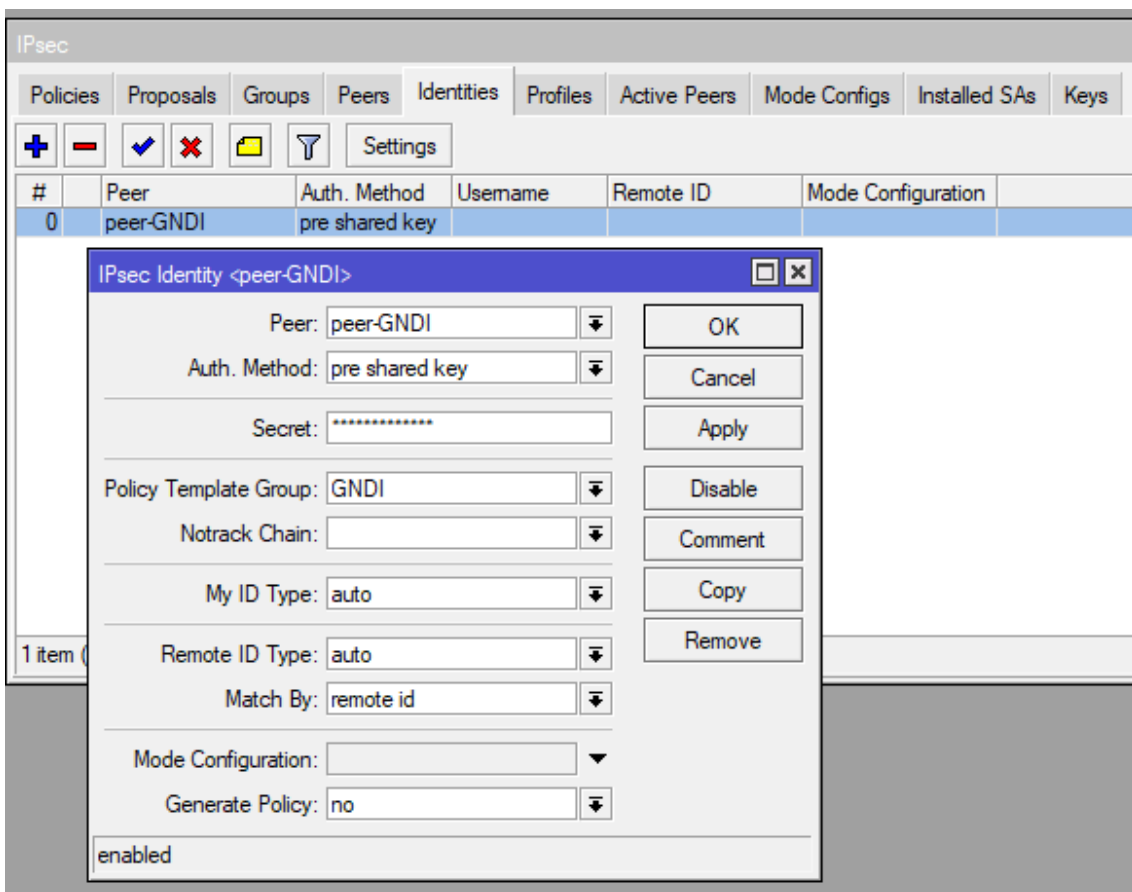 IPsec
Policies Proposals Groups Peers Identities Profiles Active Peers Mode Configs Installed SAs Keys
Settings
# Peer Auth. Method Username Remote ID Mode Configuration
0 peer-GNDI pre shared key
IPsec Identity <peer-GNDI>
Peer: peer-GNDI
OK
Auth. Method: pre shared key
Cancel
Secret: *************
Apply
Policy Template Group: GNDI
Disable
Notrack Chain:
Comment
My ID Type: auto
Copy
Remote ID Type: auto
Remove
1 item (
Match By: remote id
Mode Configuration:
Generate Policy: no
enabled